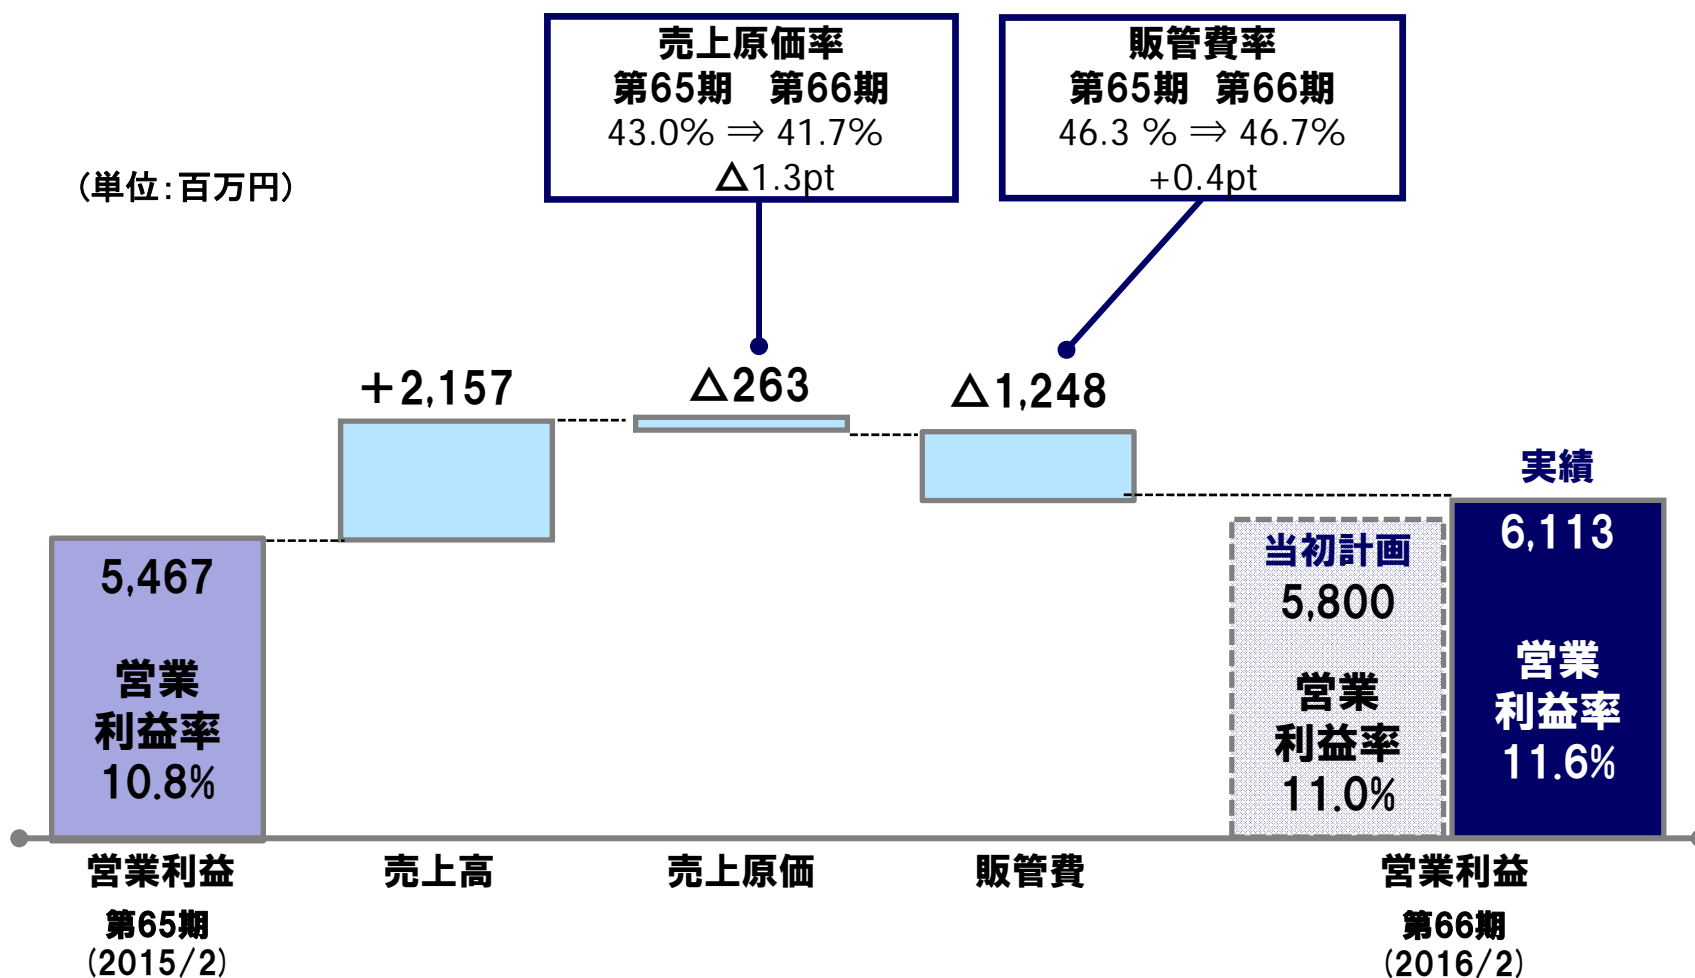 売上原価率
第65期 第66期
43.0% ⇒ 41.7%
△1.3pt
販管費率
第65期 第66期
46.3 % ⇒ 46.7%
+0.4pt
(単位:百万円)
+2,157
△263
△1,248
実績
5,467
営業
利益率
10.8%
当初計画
5,800
営業
利益率
11.0%
6,113
営業
利益率
11.6%
営業利益
第65期
(2015/2)
売上高
売上原価
販管費
営業利益
第66期
(2016/2)